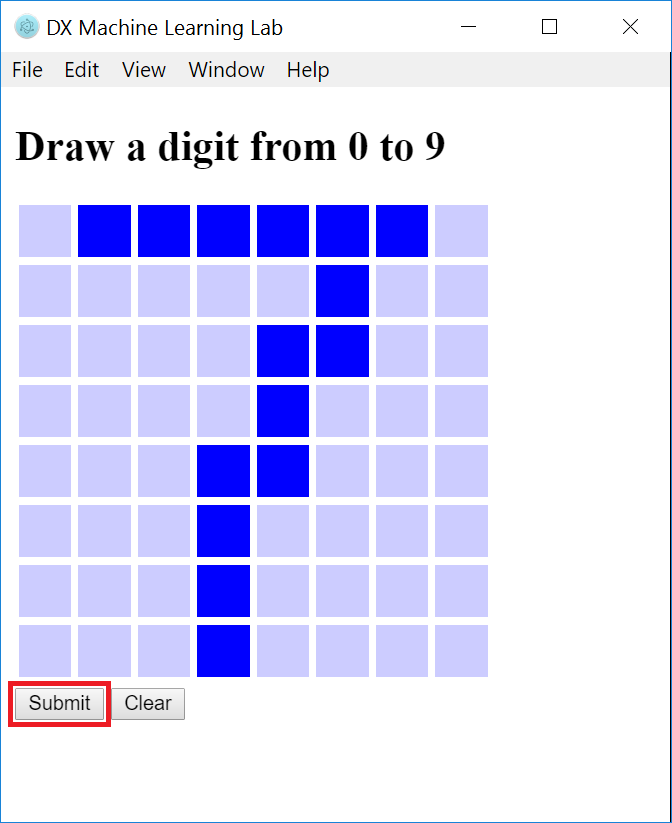 DX Machine Learning Lab
File Edit View Window Help
Draw a digit from 0 to 9
Submit Clear